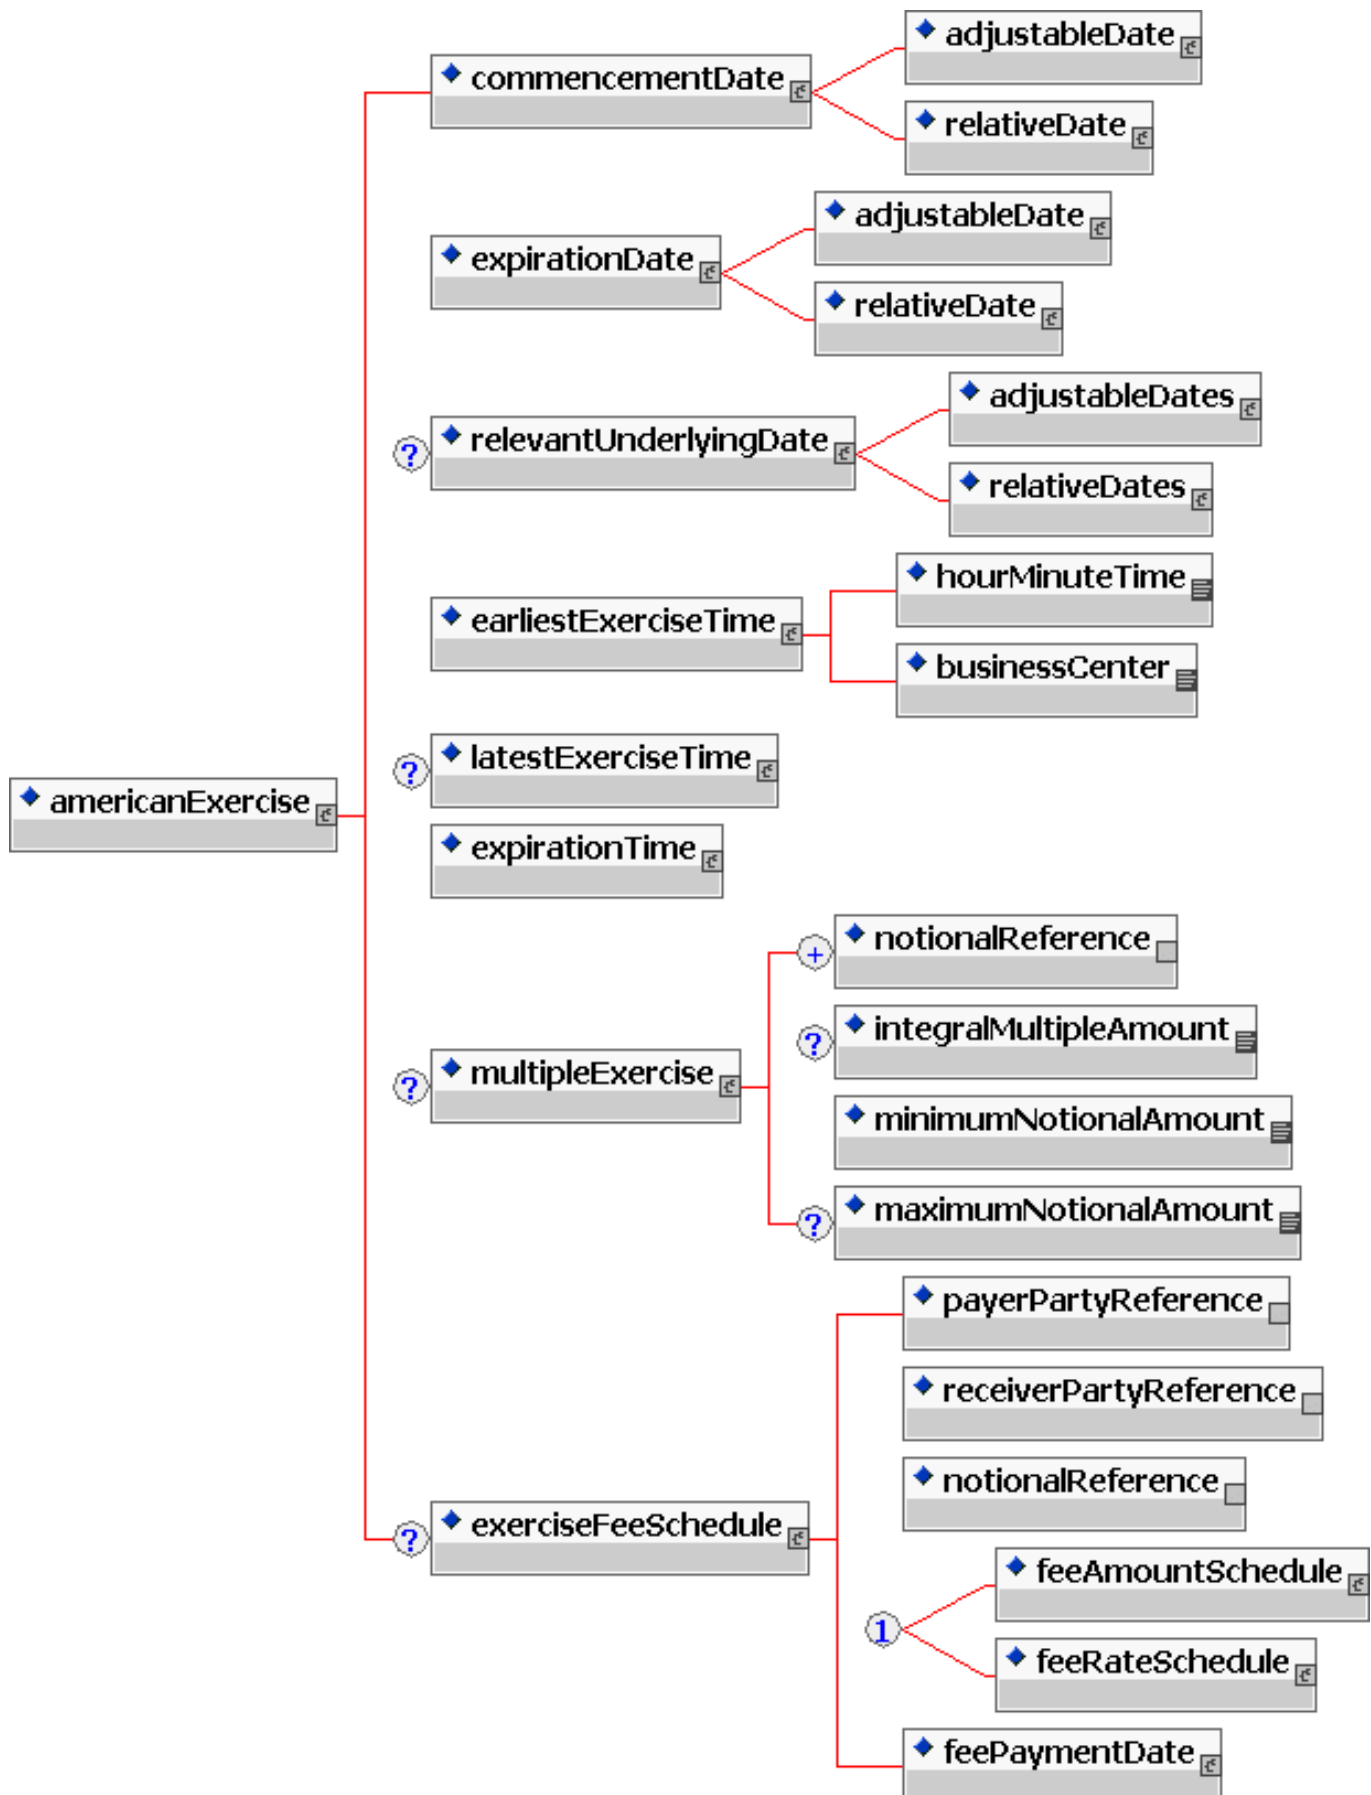 adjustableDate
commencementDate
relativeDate
adjustableDate
expirationDate
relativeDate
adjustableDates
? relevantUnderlyingDate
relativeDates
hourMinuteTime
earliestExerciseTime
businessCenter
? latestExerciseTime
americanExercise
expirationTime
+ notionalReference
? integralMultipleAmount
? multipleExercise
minimumNotionalAmount
? maximumNotionalAmount
payerPartyReference
receiverPartyReference
notionalReference
? exerciseFeeSchedule
feeAmountSchedule
1
feeRateSchedule
feePaymentDate